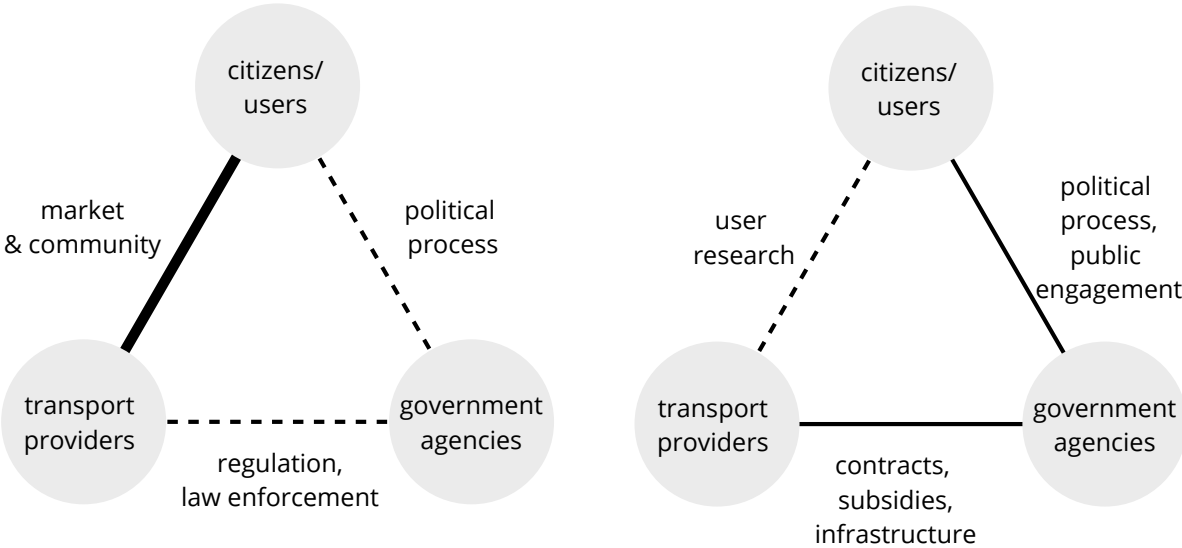 citizens/
users
market
& community
political
process
transport
providers
government
agencies
regulation,
law enforcement
citizens/
users
user
research
political
process,
public
engagement
transport
providers
government
agencies
contracts,
subsidies,
infrastructure